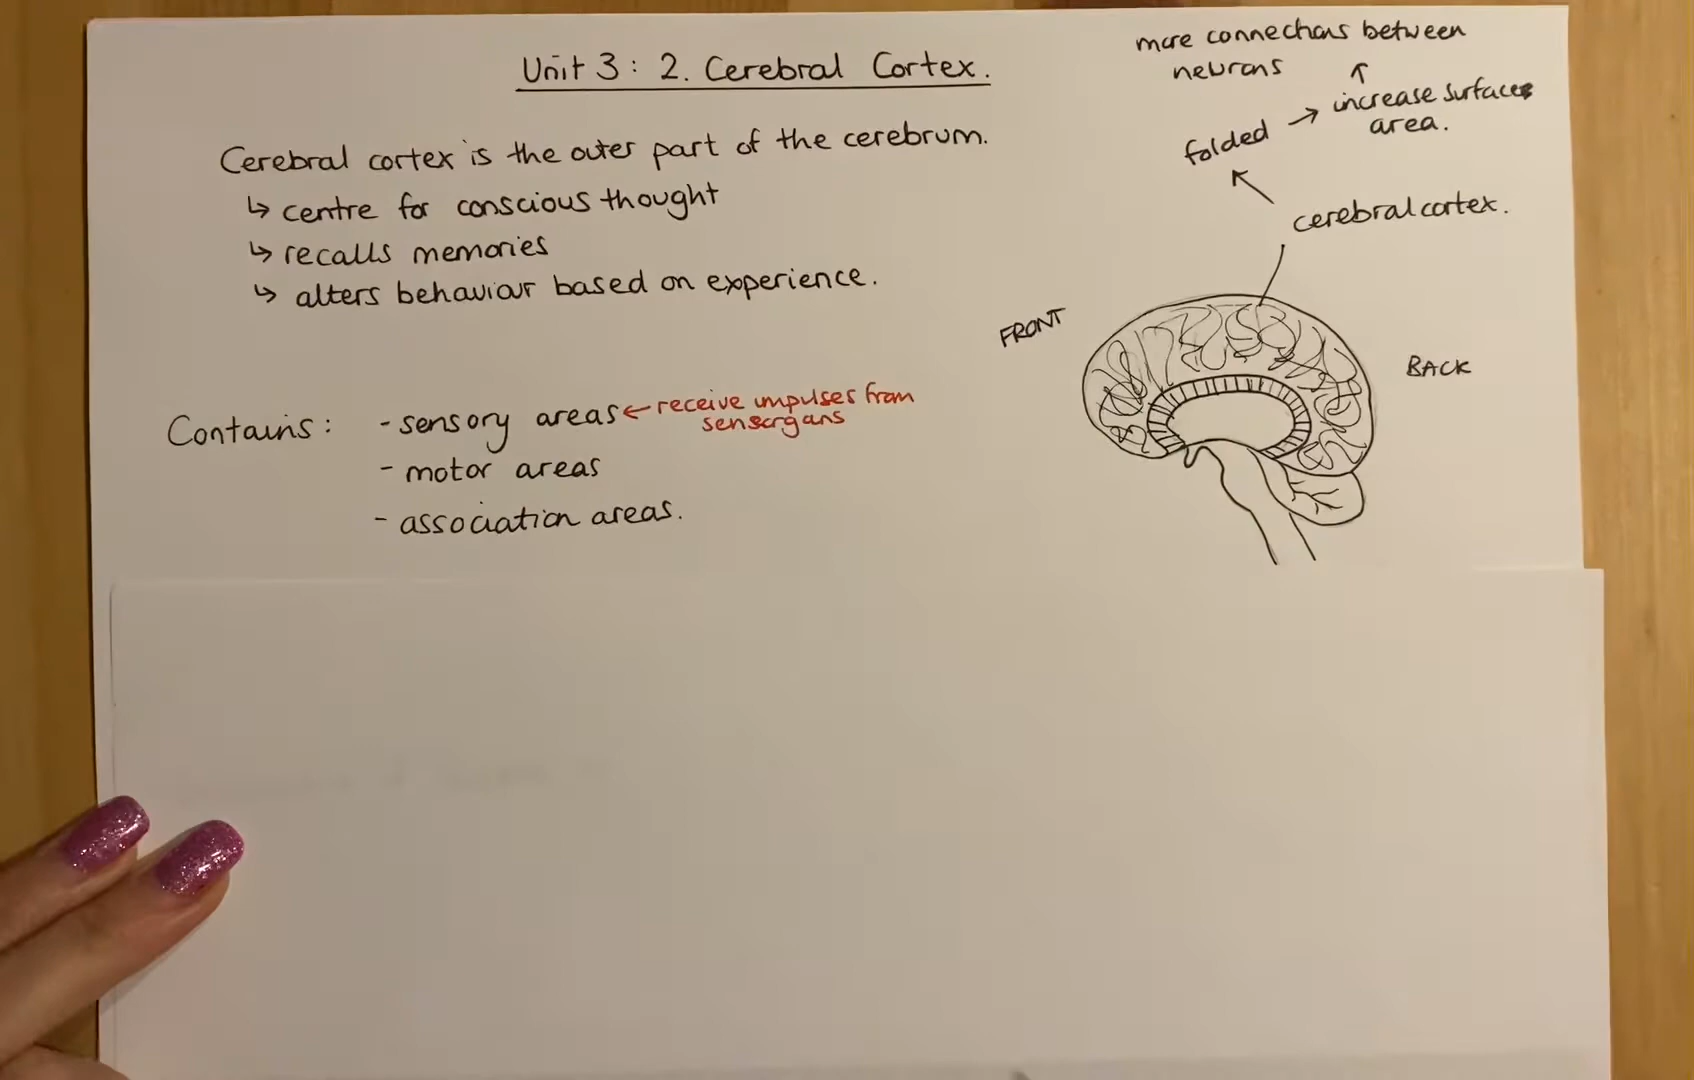 Unit 3 : 2. Cerebral Cortex.
Cerebral cortex is the outer part of the cerebrum.
↳ centre for conscious thought
↳ recalls memories
↳ alters behaviour based on experience.
Contains : - sensory areas ← receive impulses from
sensorgans
- motor areas
- association areas.
more connections between
neurons ↑
folded → increase surface
area.
cerebral cortex.
FRONT
BACK